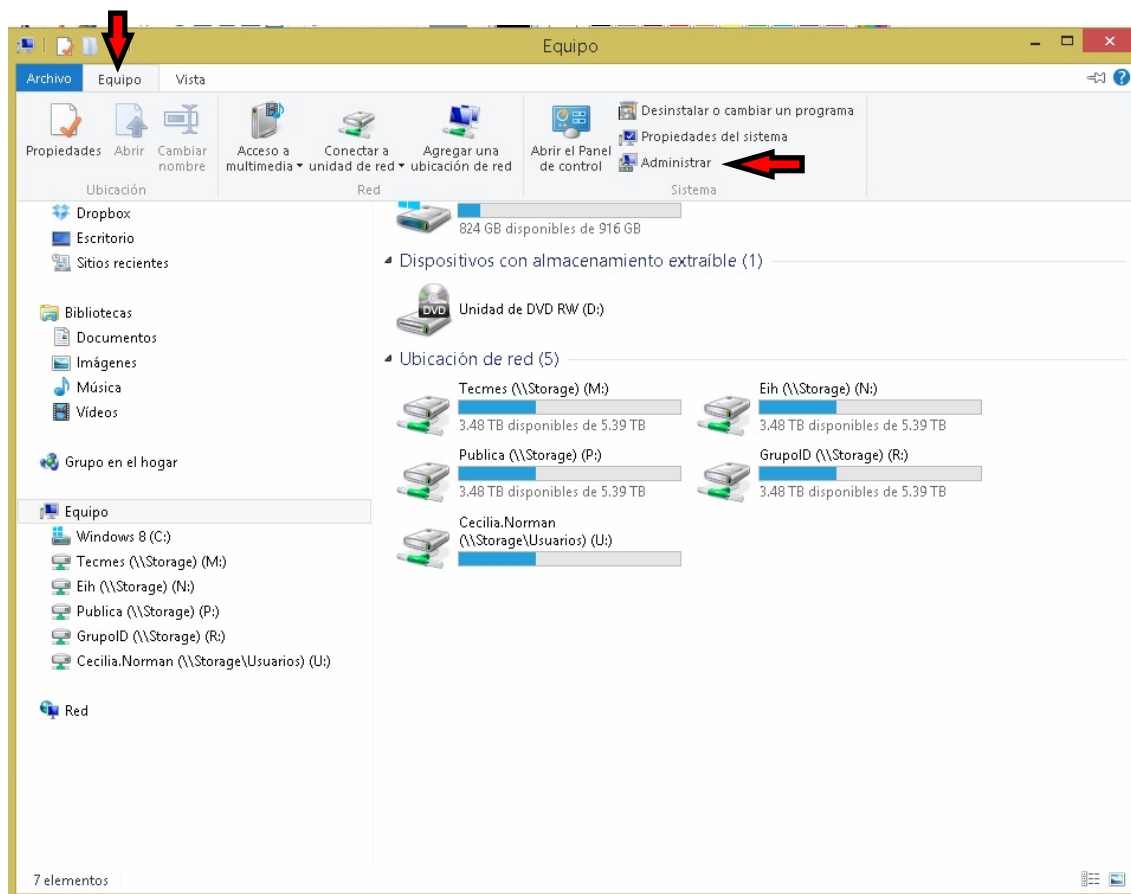 Equipo
Archivo Equipo Vista
Propiedades
Abrir
Cambiar
nombre
Ubicación
Acceso a
multimedia
Conectar a
unidad de red
Agregar una
ubicación de red
Red
Abrir el Panel
de control
Desinstalar o cambiar un programa
Propiedades del sistema
Administrar
Sistema
Dropbox
Escritorio
Sitios recientes
Bibliotecas
Documentos
Imágenes
Música
Vídeos
Grupo en el hogar
Equipo
Windows 8 (C:)
Tecmes (\\Storage) (M:)
Eih (\\Storage) (N:)
Publica (\\Storage) (P:)
GrupoID (\\Storage) (R:)
Cecilia.Norman (\\Storage\Usuarios) (U:)
Red
824 GB disponibles de 916 GB
Dispositivos con almacenamiento extraíble (1)
DVD
Unidad de DVD RW (D:)
Ubicación de red (5)
Tecmes (\\Storage) (M:)
3.48 TB disponibles de 5.39 TB
Eih (\\Storage) (N:)
3.48 TB disponibles de 5.39 TB
Publica (\\Storage) (P:)
3.48 TB disponibles de 5.39 TB
GrupoID (\\Storage) (R:)
3.48 TB disponibles de 5.39 TB
Cecilia.Norman
(\\Storage\Usuarios) (U:)
7 elementos